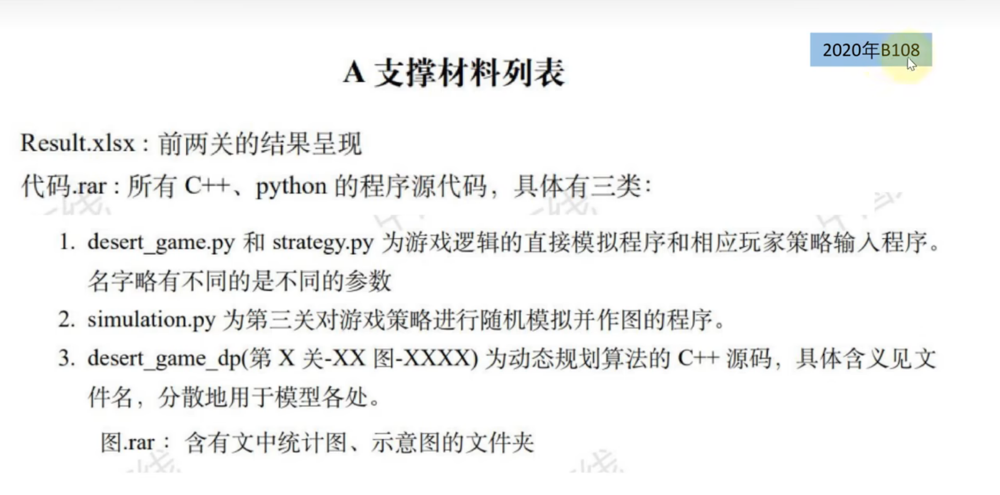 2020年B108
A 支撑材料列表
Result.xlsx : 前两关的结果呈现
代码.rar : 所有 C++、python 的程序源代码，具体有三类：
1. desert_game.py 和 strategy.py 为游戏逻辑的直接模拟程序和相应玩家策略输入程序。
名字略有不同的是不同的参数
2. simulation.py 为第三关对游戏策略进行随机模拟并作图的程序。
3. desert_game_dp(第 X 关-XX 图-XXXX) 为动态规划算法的 C++ 源码，具体含义见文
件名，分散地用于模型各处。
图.rar： 含有文中统计图、示意图的文件夹